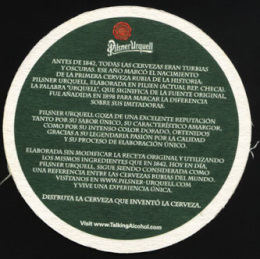 Pilsner Urquell
ANTES DE 1842, TODAS LAS CERVEZAS ERAN TURBIAS
Y OSCURAS. ESE AÑO MARCÓ EL NACIMIENTO
DE LA PRIMERA CERVEZA RUBIA DE LA HISTORIA:
PILSNER URQUELL, ELABORADA EN PILSEN (ACTUAL REP. CHECA).
LA PALABRA "URQUELL", QUE SIGNIFICA DE LA FUENTE ORIGINAL,
FUE AÑADIDA EN 1898 PARA MARCAR LA DIFERENCIA
SOBRE SUS IMITADORAS.
PILSNER URQUELL GOZA DE UNA EXCELENTE REPUTACIÓN
TANTO POR SU SABOR ÚNICO, SU CARACTERÍSTICO AMARGOR,
COMO POR SU INTENSO COLOR DORADO, OBTENIDOS
GRACIAS A SU LEGENDARIA PASIÓN POR LA CALIDAD
Y SU PROCESO DE ELABORACIÓN ÚNICO.
ELABORADA SIN MODIFICAR LA RECETA ORIGINAL Y UTILIZANDO
LOS MISMOS INGREDIENTES QUE EN 1842, HOY EN DÍA,
PILSNER URQUELL, SIGUE SIENDO CONSIDERADA COMO
UNA REFERENCIA ENTRE LAS CERVEZAS RUBIAS DEL MUNDO.
VISÍTANOS EN WWW.PILSNER-URQUELL.COM
Y VIVE UNA EXPERIENCIA ÚNICA.
DISFRUTA LA CERVEZA QUE INVENTÓ LA CERVEZA.
Visit www.TalkingAlcohol.com